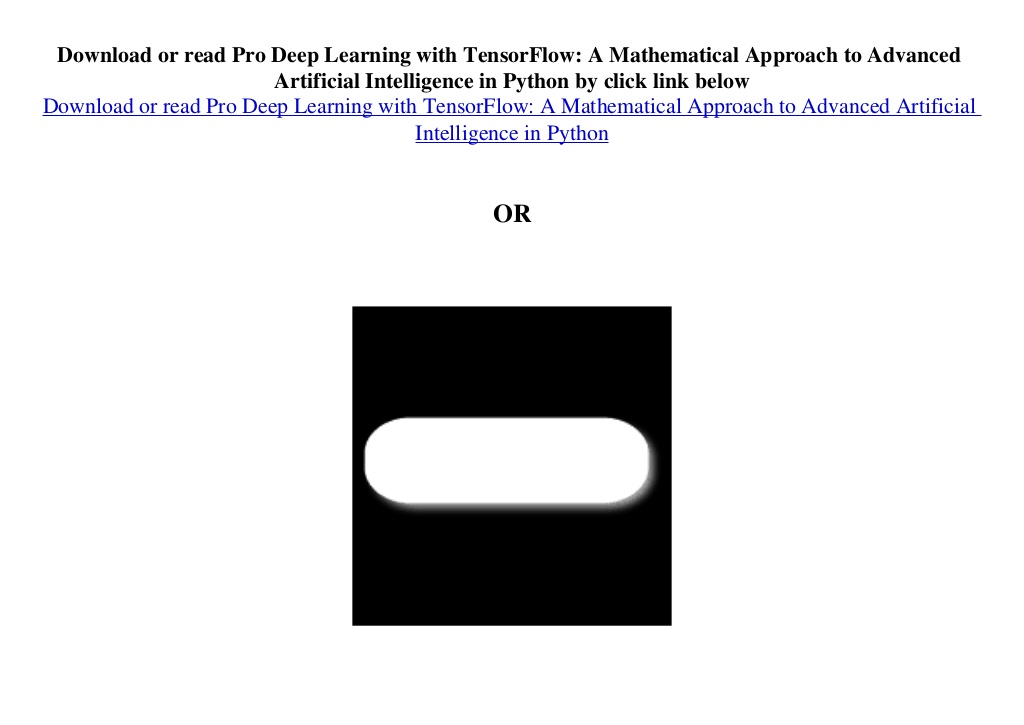 Download or read Pro Deep Learning with TensorFlow: A Mathematical Approach to Advanced
Artificial Intelligence in Python by click link below
Download or read Pro Deep Learning with TensorFlow: A Mathematical Approach to Advanced Artificial
Intelligence in Python
OR